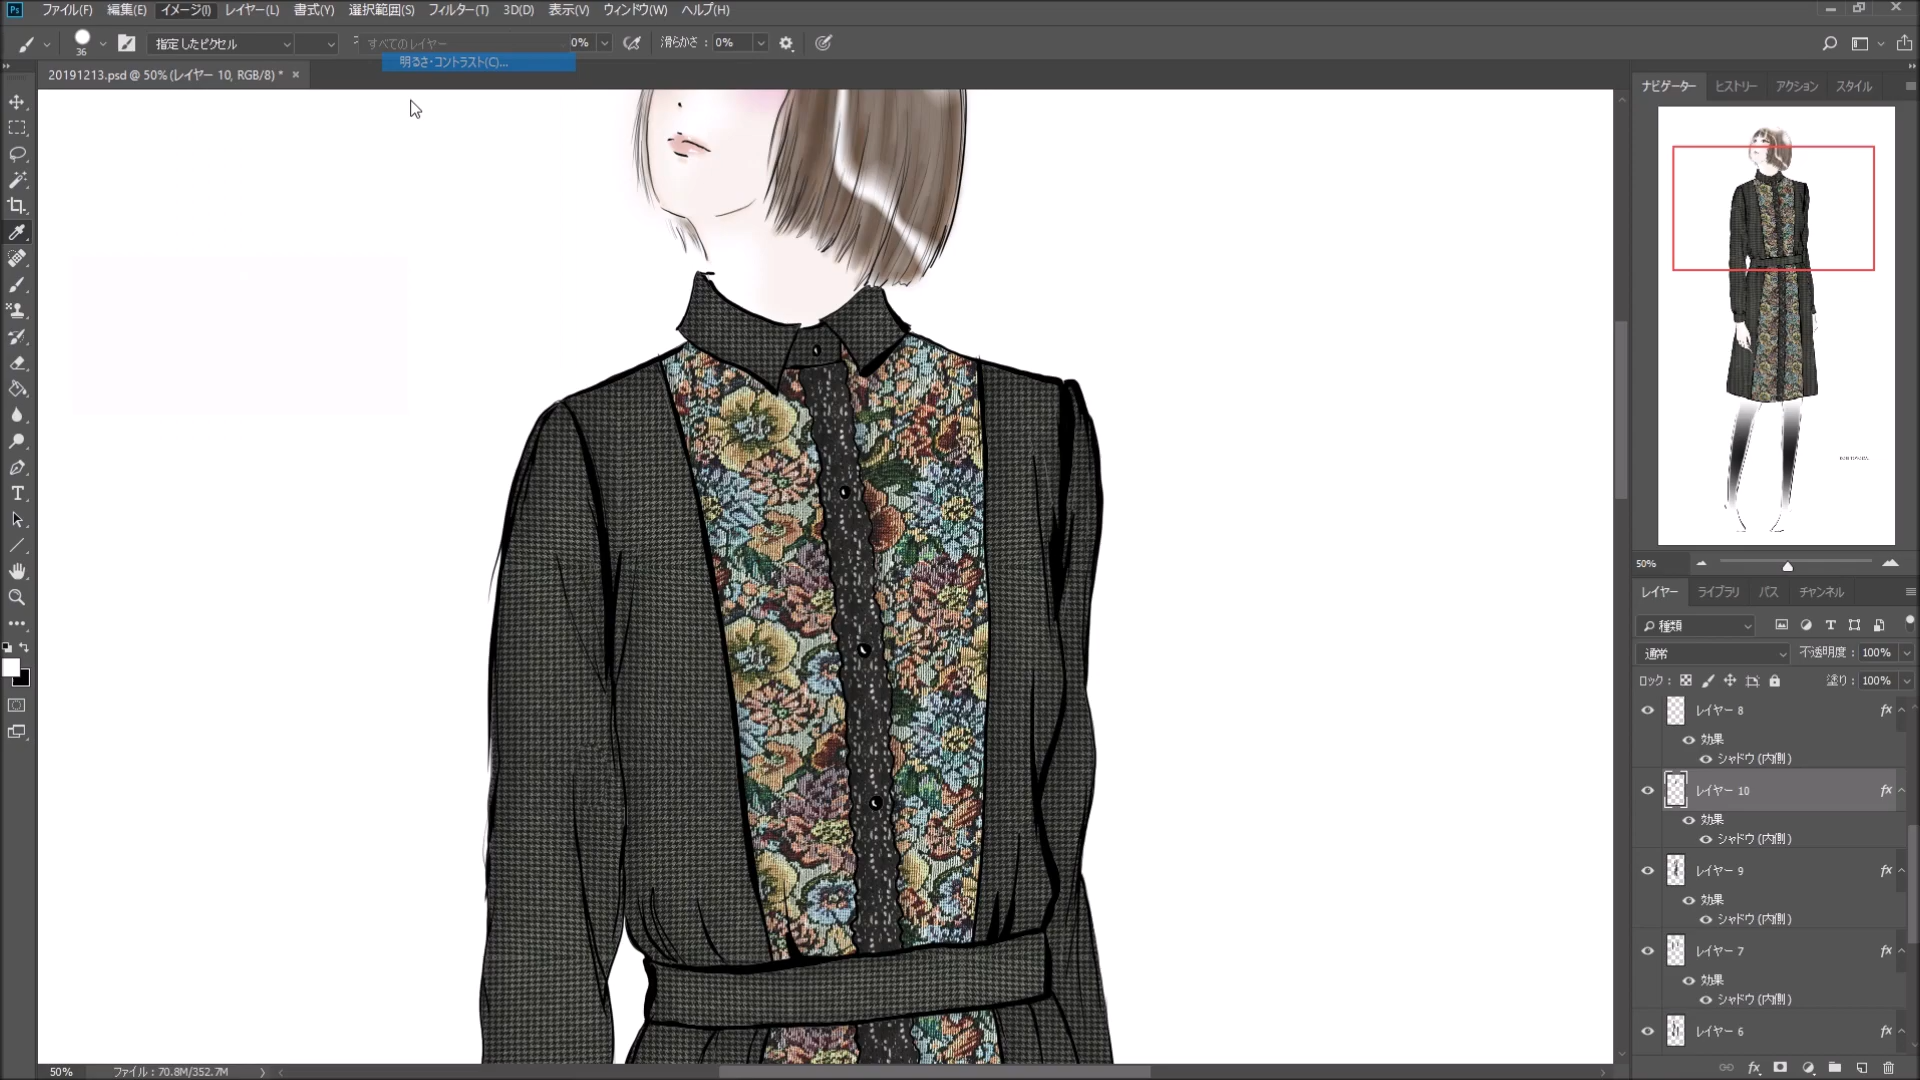 Ps ファイル(F) 編集(E) イメージ(I) レイヤー(L) 書式(Y) 選択範囲(S) フィルター(T) 3D(D) 表示(V) ウィンドウ(W) ヘルプ(H)
36 指定したピクセル すべてのレイヤー 0% 滑らかさ : 0%
明るさ・コントラスト(C)...
20191213.psd @ 50% (レイヤー 10, RGB/8) * ×
ナビゲーター ヒストリー アクション スタイル
50%
レイヤー ライブラリ パス チャンネル
種類
通常 不透明度 : 100%
ロック : 塗り : 100%
レイヤー 8 fx
効果
シャドウ (内側)
レイヤー 10 fx
効果
シャドウ (内側)
レイヤー 9 fx
効果
シャドウ (内側)
レイヤー 7 fx
効果
シャドウ (内側)
レイヤー 6 fx
50% ファイル : 70.8M/352.7M